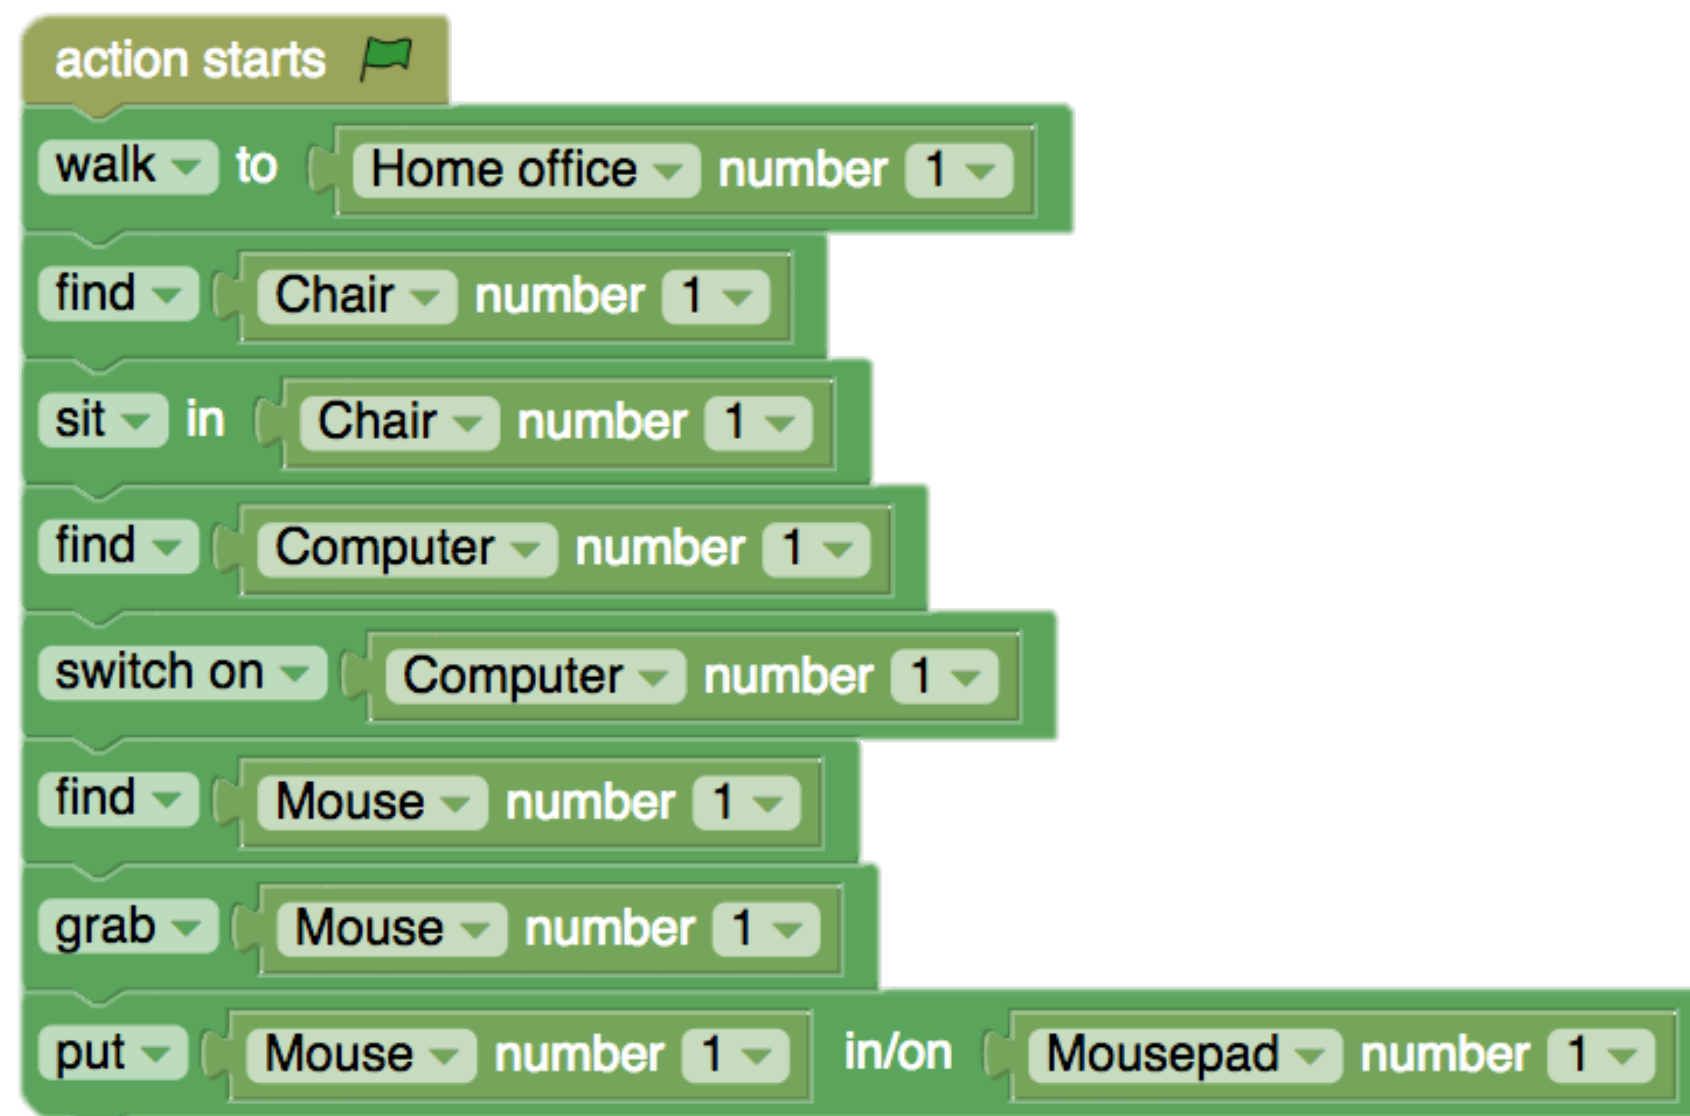 action starts
walk to Home office number 1
find Chair number 1
sit in Chair number 1
find Computer number 1
switch on Computer number 1
find Mouse number 1
grab Mouse number 1
put Mouse number 1 in/on Mousepad number 1